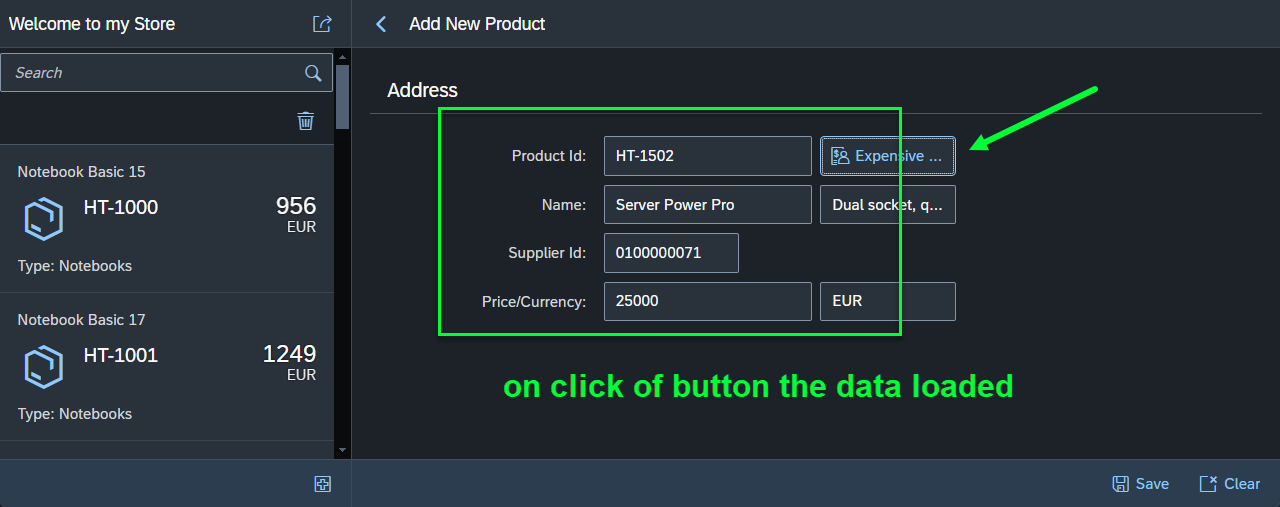 Welcome to my Store
Search
Notebook Basic 15
HT-1000
956
EUR
Type: Notebooks
Notebook Basic 17
HT-1001
1249
EUR
Type: Notebooks
Add New Product
Address
Product Id: HT-1502 Expensive ...
Name: Server Power Pro Dual socket, q...
Supplier Id: 0100000071
Price/Currency: 25000 EUR
on click of button the data loaded
Save Clear